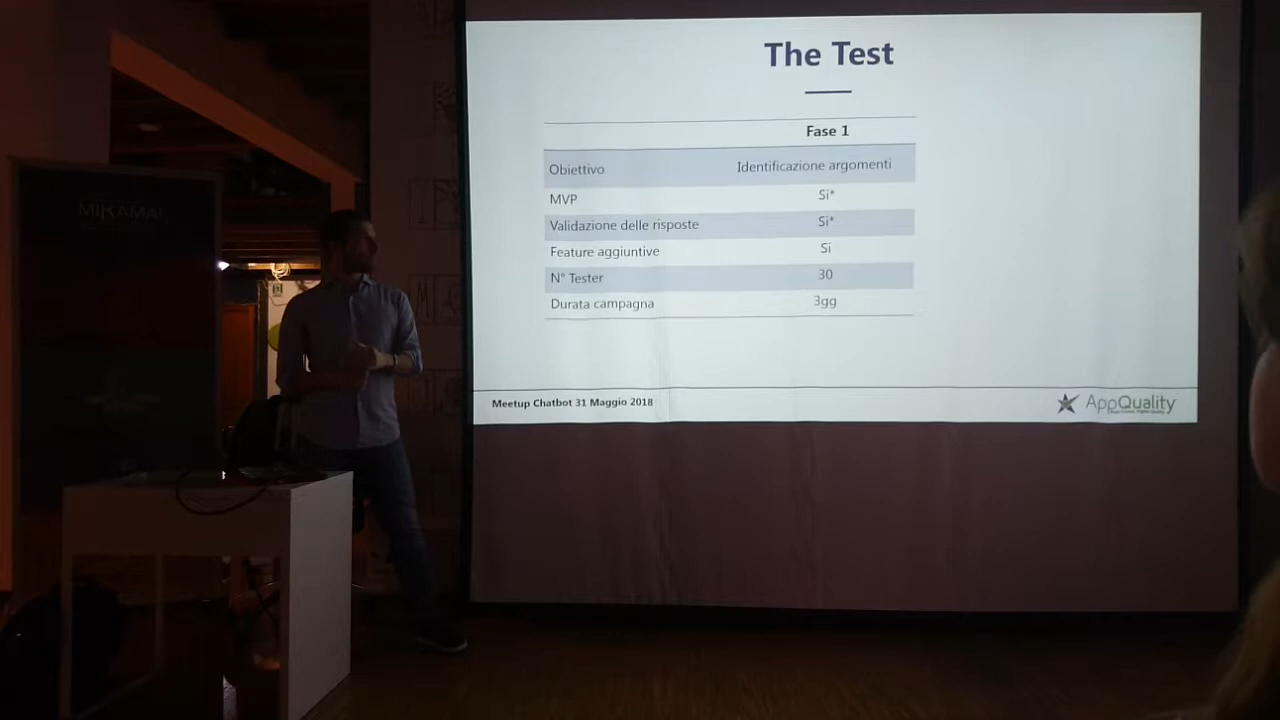 The Test
Fase 1
Obiettivo Identificazione argomenti
MVP Si*
Validazione delle risposte Si*
Feature aggiuntive Si
N° Tester 30
Durata campagna 3gg
Meetup Chatbot 31 Maggio 2018
AppQuality
MIKAMAI